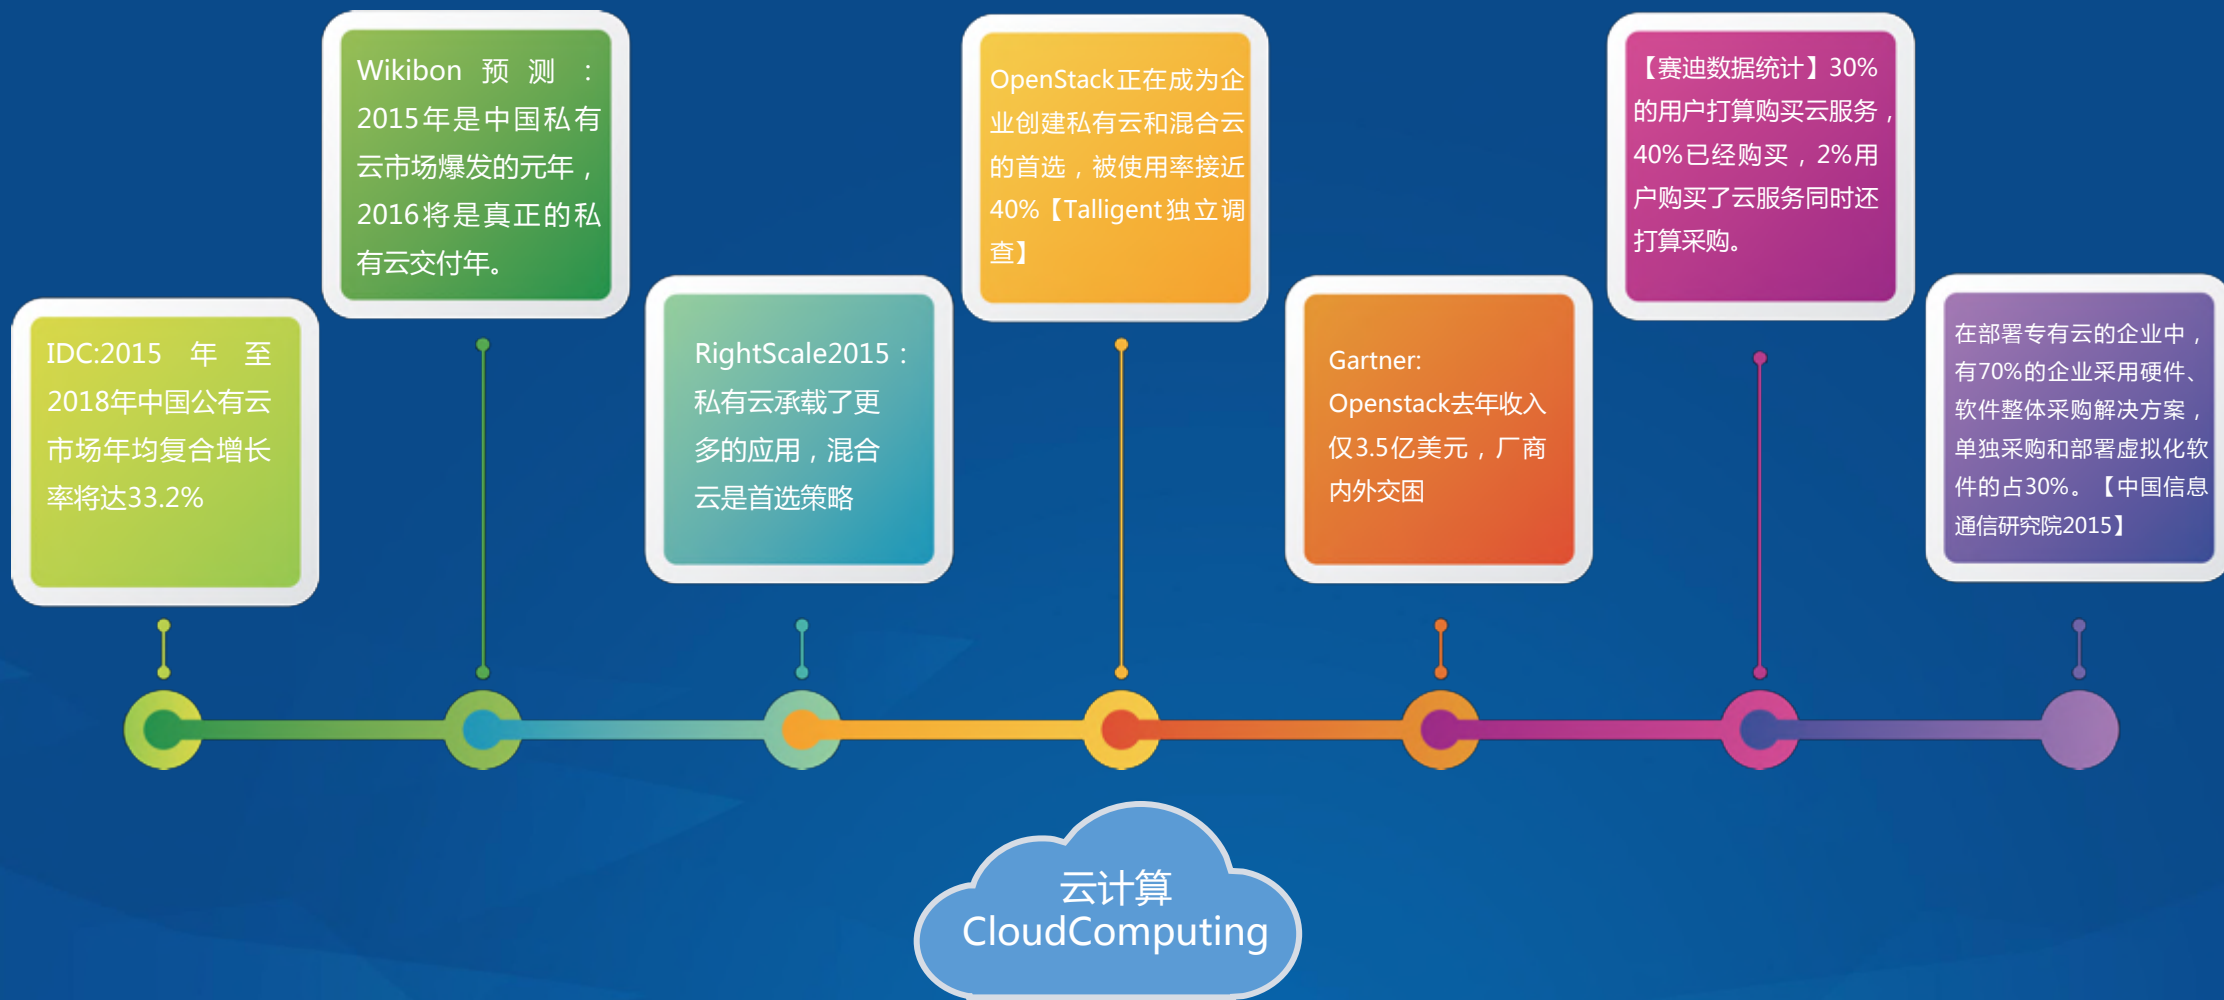 IDC:2015 年 至
2018年中国公有云
市场年均复合增长
率将达33.2%
Wikibon 预 测 ：
2015年是中国私有
云市场爆发的元年，
2016将是真正的私
有云交付年。
RightScale2015：
私有云承载了更
多的应用，混合
云是首选策略
OpenStack正在成为企
业创建私有云和混合云
的首选，被使用率接近
40%【Talligent独立调
查】
Gartner:
Openstack去年收入
仅3.5亿美元，厂商
内外交困
【赛迪数据统计】30%
的用户打算购买云服务，
40%已经购买，2%用
户购买了云服务同时还
打算采购。
在部署专有云的企业中，
有70%的企业采用硬件、
软件整体采购解决方案，
单独采购和部署虚拟化软
件的占30%。【中国信息
通信研究院2015】
云计算
CloudComputing